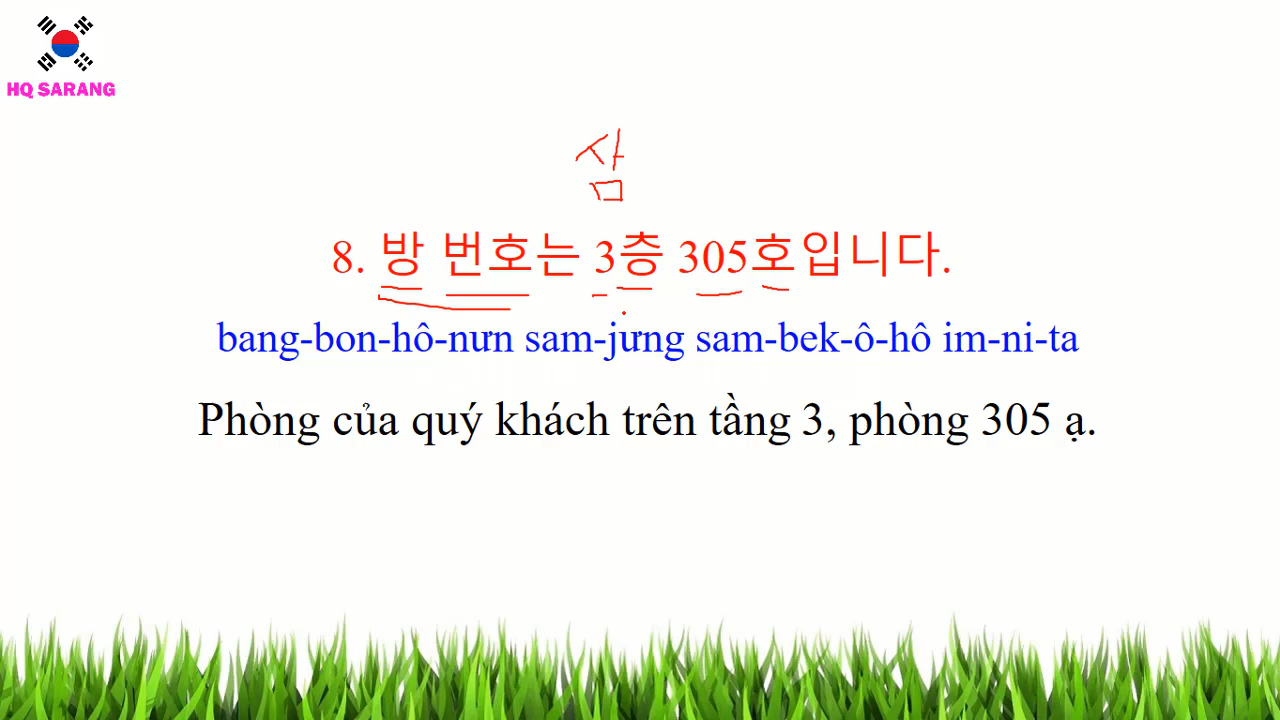 HQ SARANG
삼
8. 방 번호는 3층 305호입니다.
bang-bon-hô-nưn sam-jưng sam-bek-ô-hô im-ni-ta
Phòng của quý khách trên tầng 3, phòng 305 ạ.